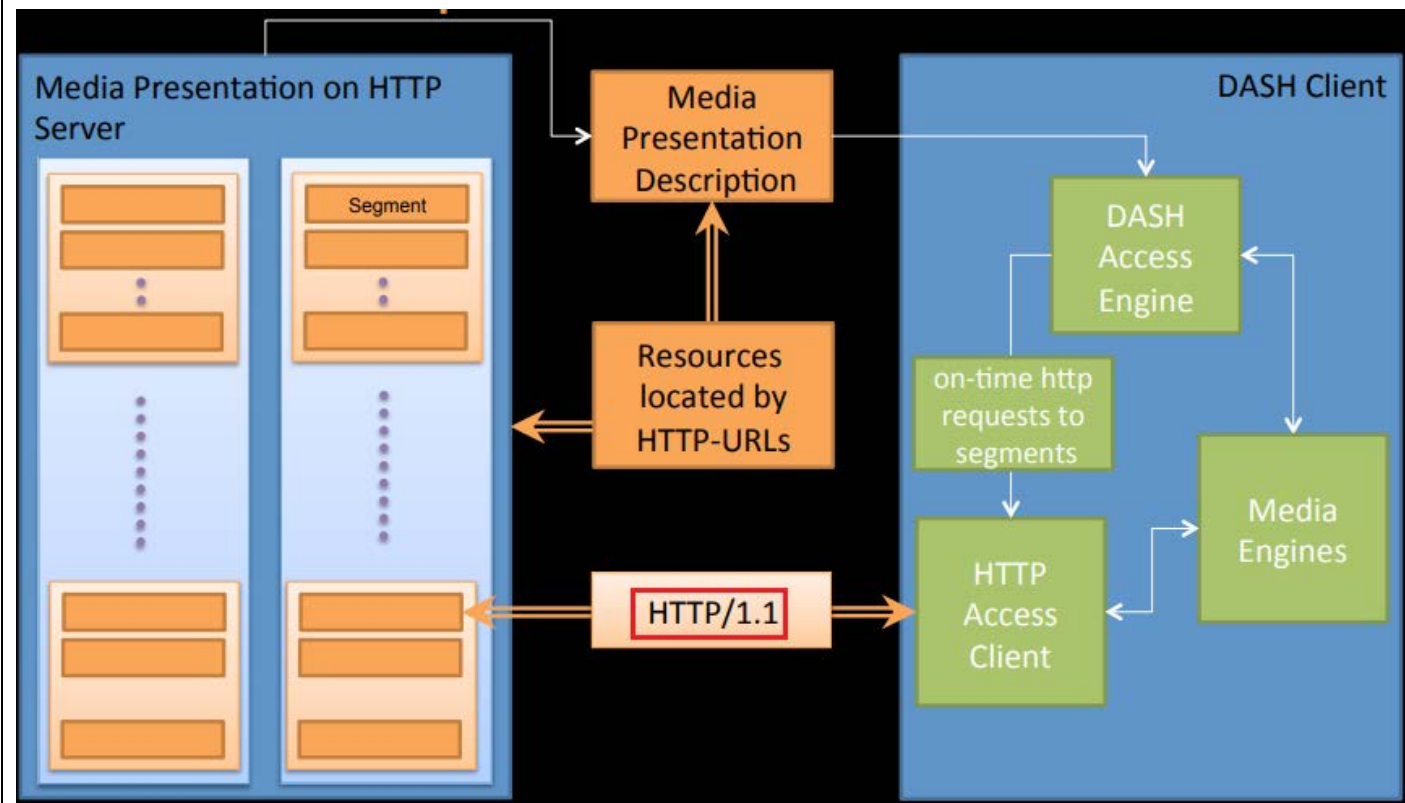 Media Presentation on HTTP
Server
Segment
Media
Presentation
Description
Resources
located by
HTTP-URLs
HTTP/1.1
DASH Client
DASH
Access
Engine
on-time http
requests to
segments
HTTP
Access
Client
Media
Engines